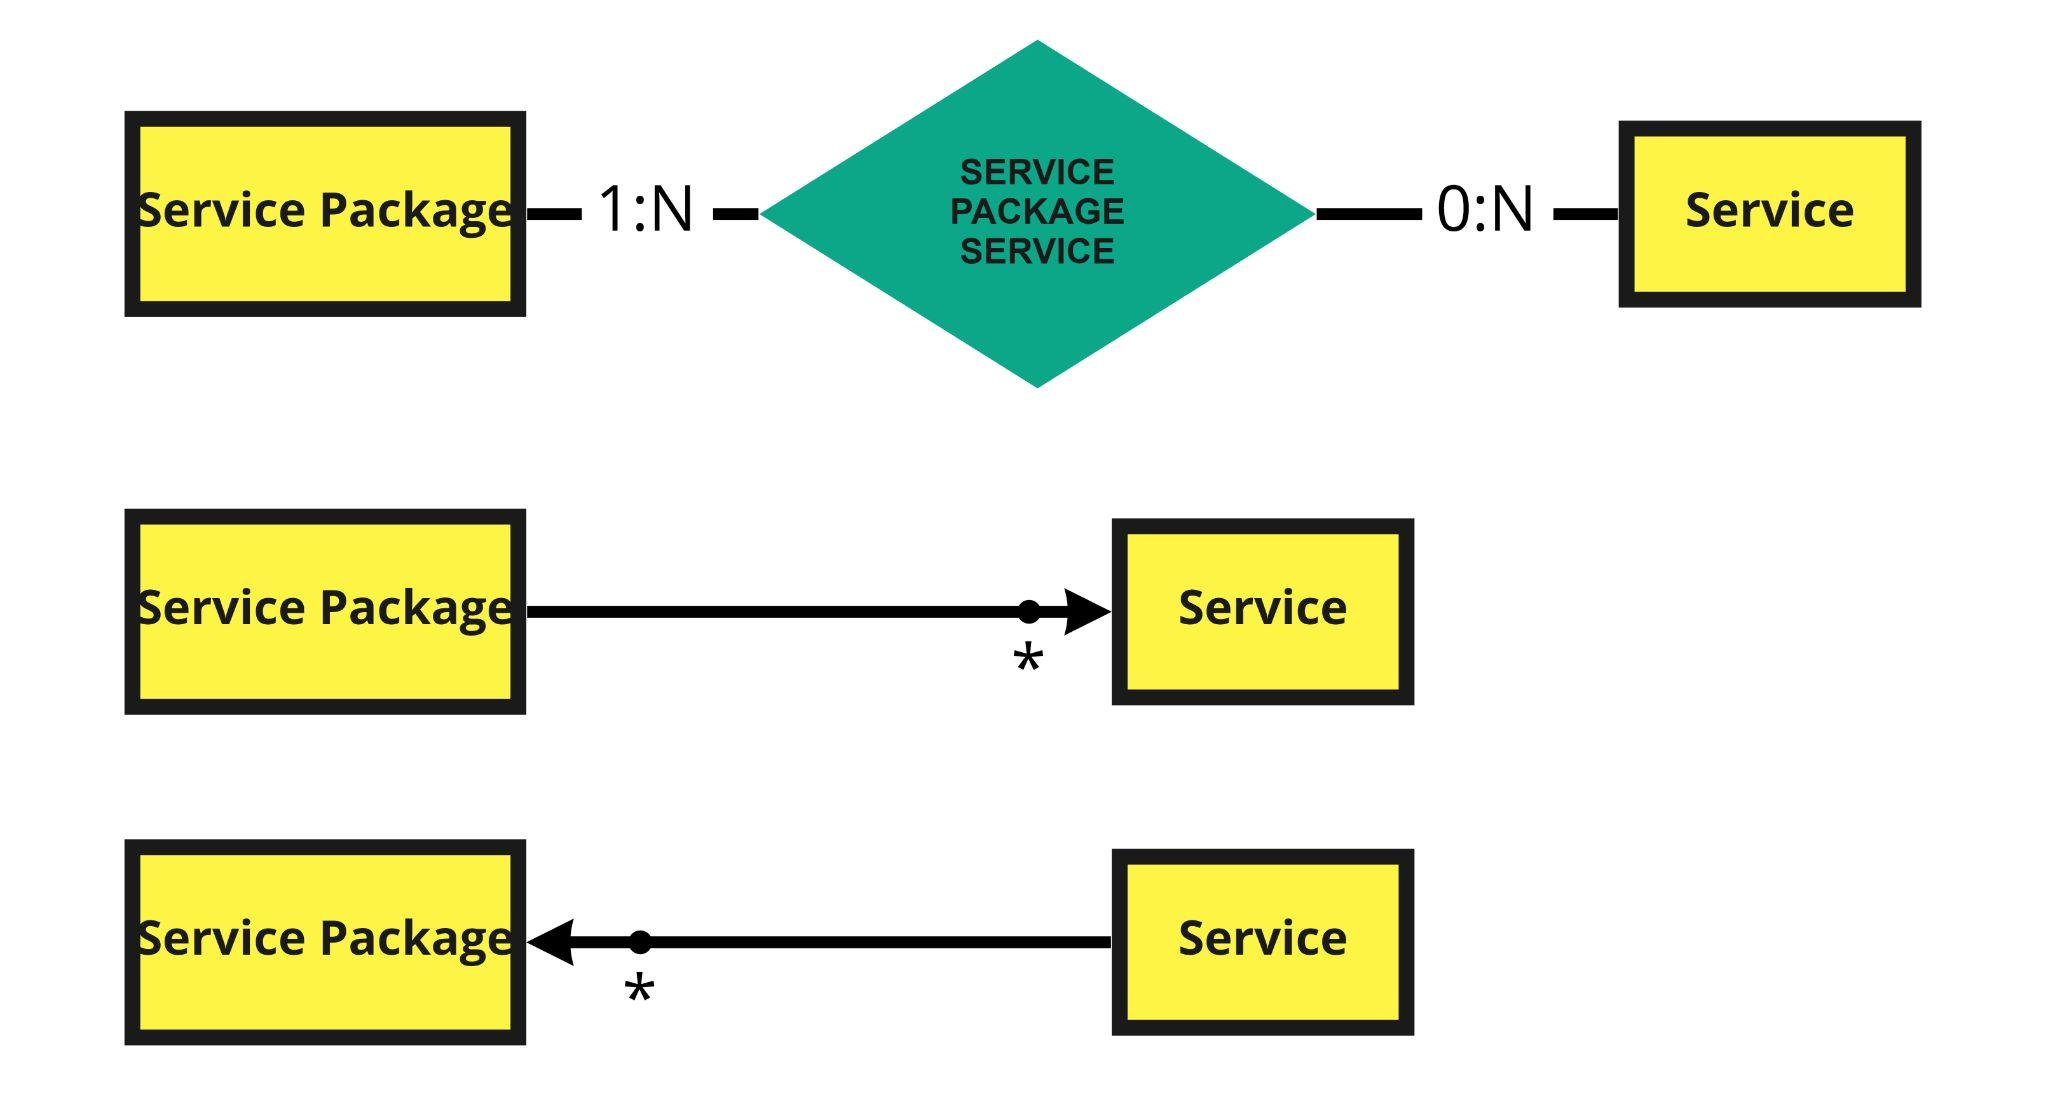 Service Package
1:N
SERVICE
PACKAGE
SERVICE
0:N
Service
Service Package
*
Service
Service Package
*
Service